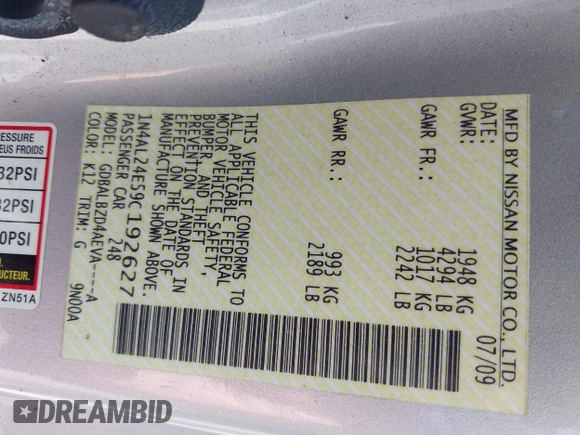 MFD BY NISSAN MOTOR CO., LTD.
DATE: 07/09
GVWR: 1948 KG
4294 LB
GAWR FR.: 1017 KG
2242 LB
GAWR RR.: 993 KG
2189 LB
THIS VEHICLE CONFORMS TO
ALL APPLICABLE FEDERAL
MOTOR VEHICLE SAFETY,
BUMPER, AND THEFT
PREVENTION STANDARDS IN
EFFECT ON THE DATE OF
MANUFACTURE SHOWN ABOVE.
1N4AL24E59C192627
PASSENGER CAR 248
MODEL: GDBALBZD4AEVA----A
COLOR: K12 TRIM: G 9N00A
PRESSURE
EUS FROIDS
32PSI
32PSI
0PSI
UCTEUR.
ZN51A
DREAMBID